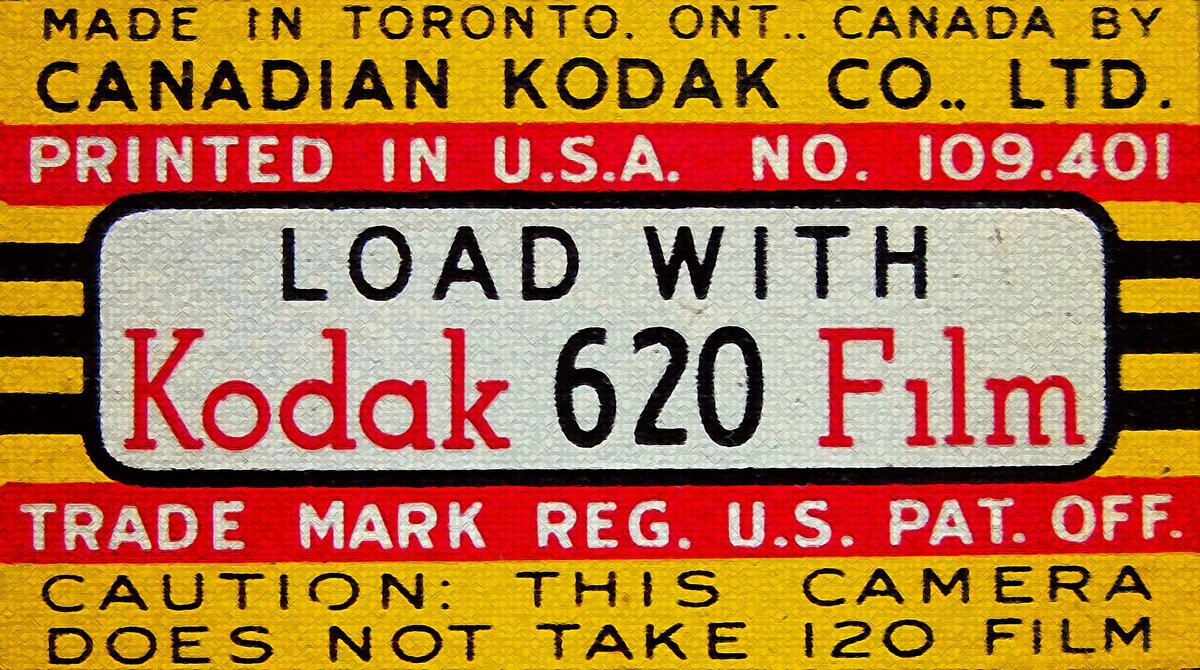 MADE IN TORONTO, ONT., CANADA BY
CANADIAN KODAK CO., LTD.
PRINTED IN U.S.A. NO. 109.401
LOAD WITH
Kodak 620 Film
TRADE MARK REG. U.S. PAT. OFF.
CAUTION: THIS CAMERA
DOES NOT TAKE 120 FILM